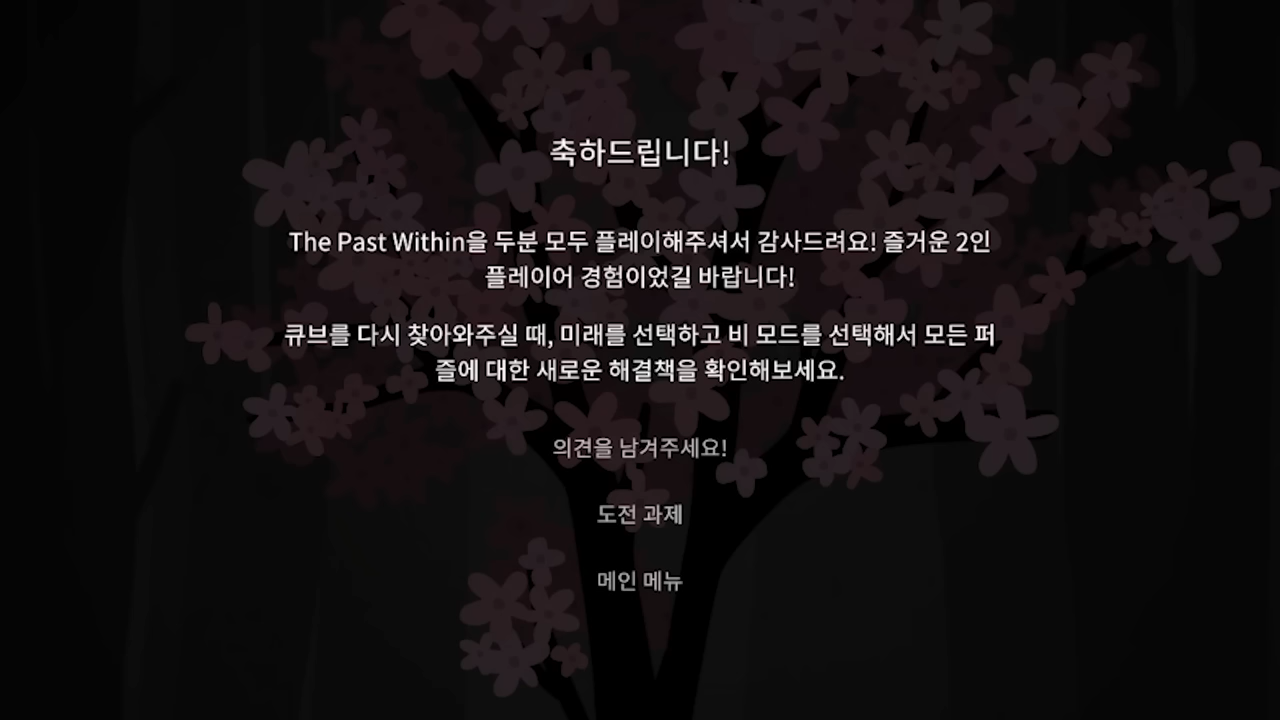 축하드립니다!
The Past Within을 두분 모두 플레이해주셔서 감사드려요! 즐거운 2인
플레이어 경험이었길 바랍니다!
큐브를 다시 찾아와주실 때, 미래를 선택하고 비 모드를 선택해서 모든 퍼
즐에 대한 새로운 해결책을 확인해보세요.
의견을 남겨주세요!
도전 과제
메인 메뉴